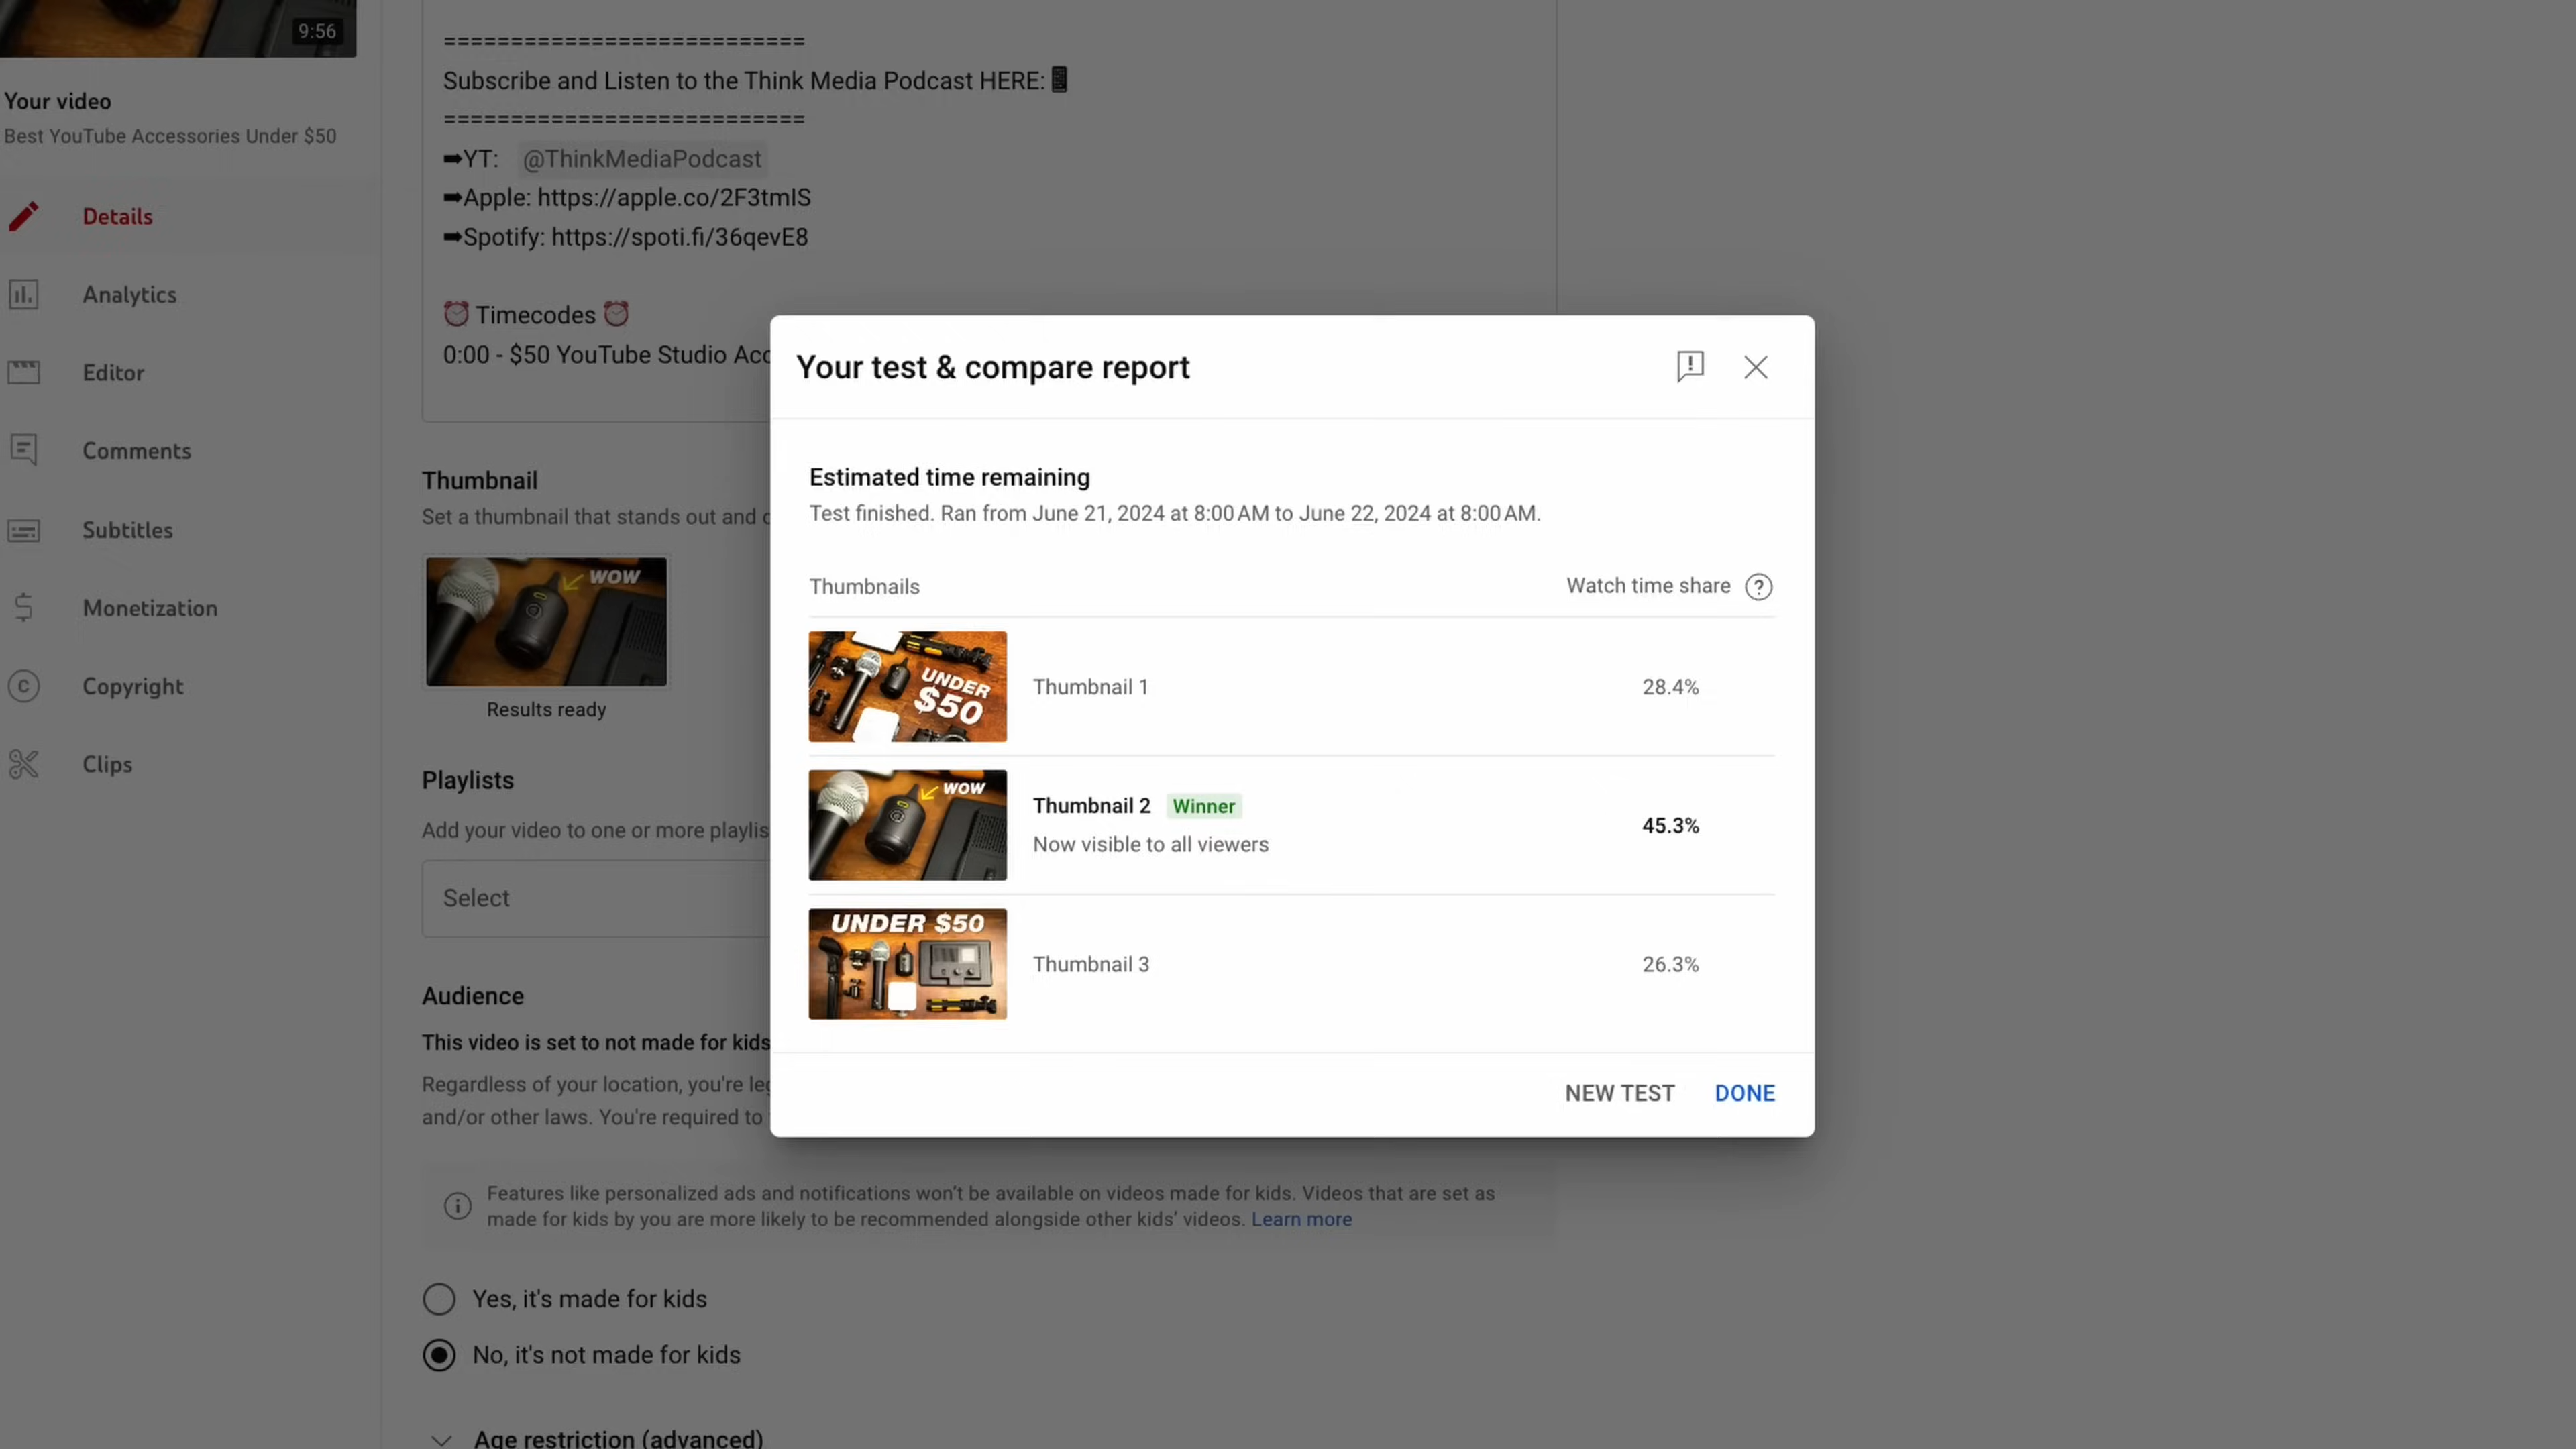 9:56
Your video
Best YouTube Accessories Under $50
Details
Analytics
Editor
Comments
Subtitles
Monetization
Copyright
Clips
===========================
Subscribe and Listen to the Think Media Podcast HERE:📱
===========================
➡YT: @ThinkMediaPodcast
➡Apple: https://apple.co/2F3tmIS
➡Spotify: https://spoti.fi/36qevE8
⏰ Timecodes ⏰
0:00 - $50 YouTube Studio Acc
Thumbnail
Set a thumbnail that stands out and
WOW
Results ready
Playlists
Add your video to one or more playlis
Select
Audience
This video is set to not made for kids
Regardless of your location, you're leg
and/or other laws. You're required to
Features like personalized ads and notifications won't be available on videos made for kids. Videos that are set as
made for kids by you are more likely to be recommended alongside other kids' videos. Learn more
Yes, it's made for kids
No, it's not made for kids
Age restriction (advanced)
Your test & compare report
Estimated time remaining
Test finished. Ran from June 21, 2024 at 8:00 AM to June 22, 2024 at 8:00 AM.
Thumbnails
Watch time share ?
UNDER
$50
Thumbnail 1
28.4%
WOW
Thumbnail 2 Winner
Now visible to all viewers
45.3%
UNDER $50
Thumbnail 3
26.3%
NEW TEST
DONE